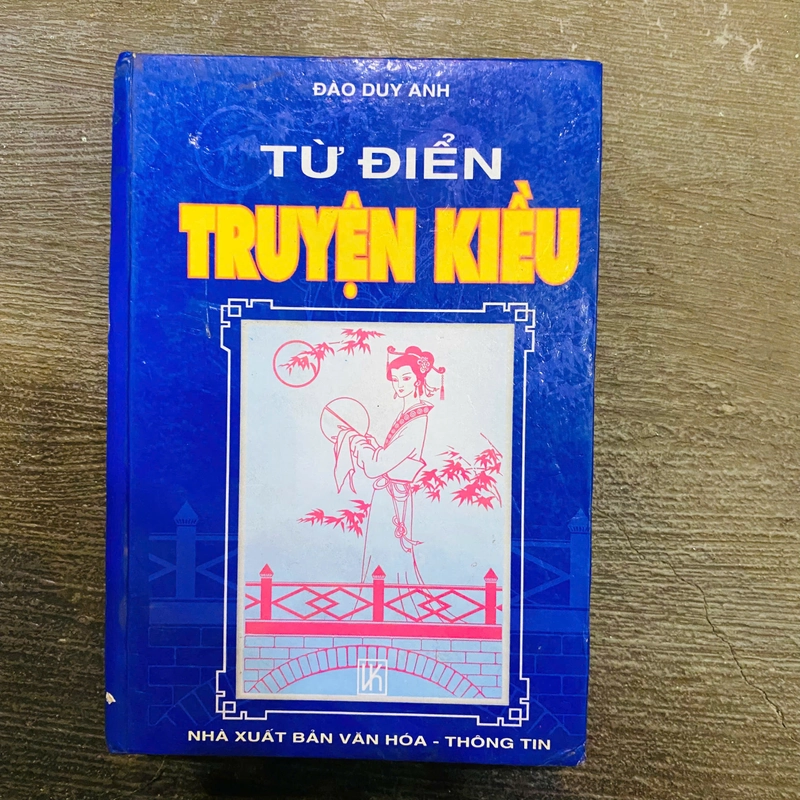 ĐÀO DUY ANH
TỪ ĐIỂN
TRUYỆN KIỀU
NHÀ XUẤT BẢN VĂN HÓA - THÔNG TIN